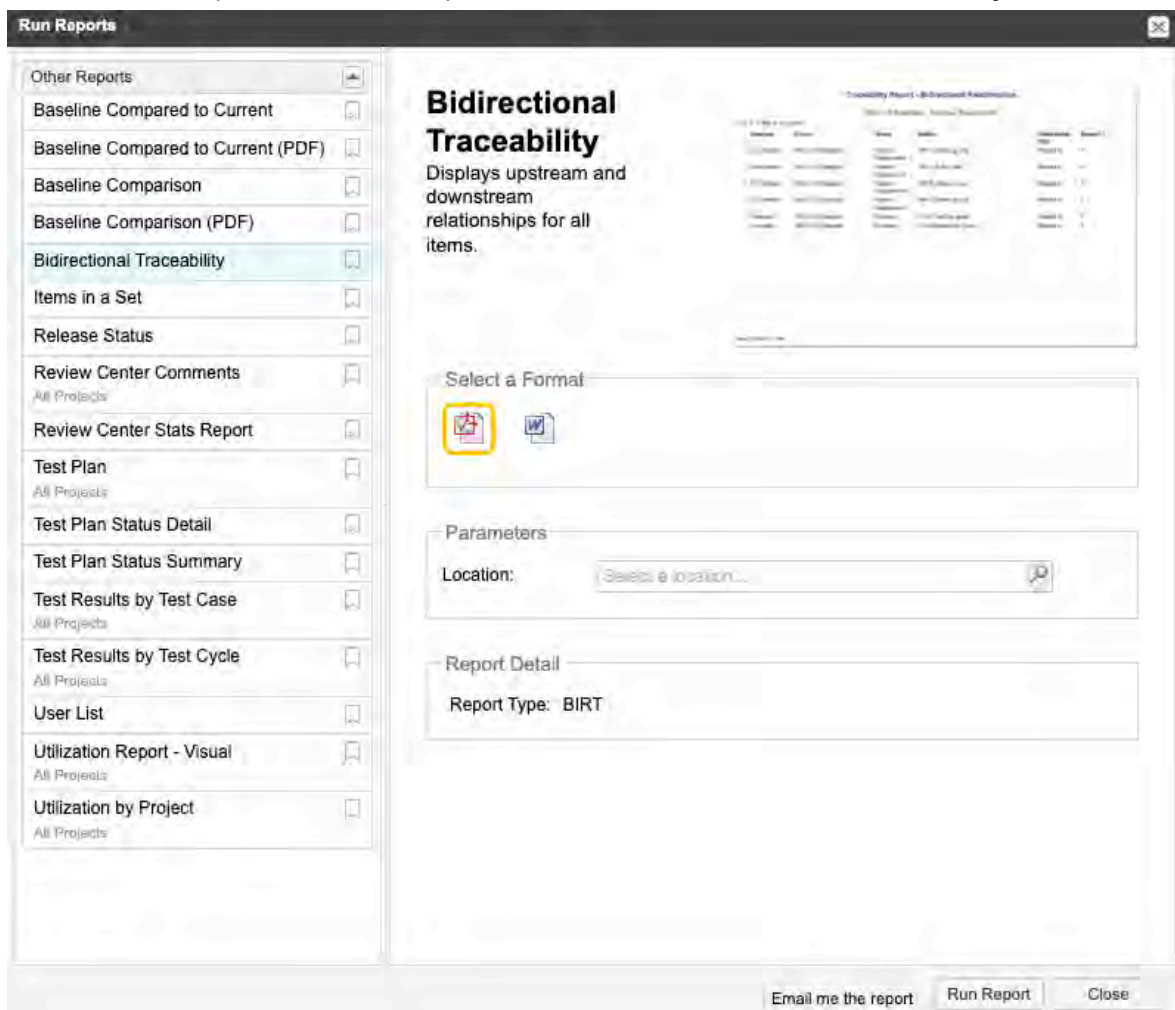 Run Reports
Other Reports
Baseline Compared to Current
Baseline Compared to Current (PDF)
Baseline Comparison
Baseline Comparison (PDF)
Bidirectional Traceability
Items in a Set
Release Status
Review Center Comments
All Projects
Review Center Stats Report
Test Plan
All Projects
Test Plan Status Detail
Test Plan Status Summary
Test Results by Test Case
All Projects
Test Results by Test Cycle
All Projects
User List
Utilization Report - Visual
All Projects
Utilization by Project
All Projects
Bidirectional
Traceability
Displays upstream and
downstream
relationships for all
items.
Select a Format
Parameters
Location:
Select a location...
Report Detail
Report Type: BIRT
Email me the report
Run Report
Close